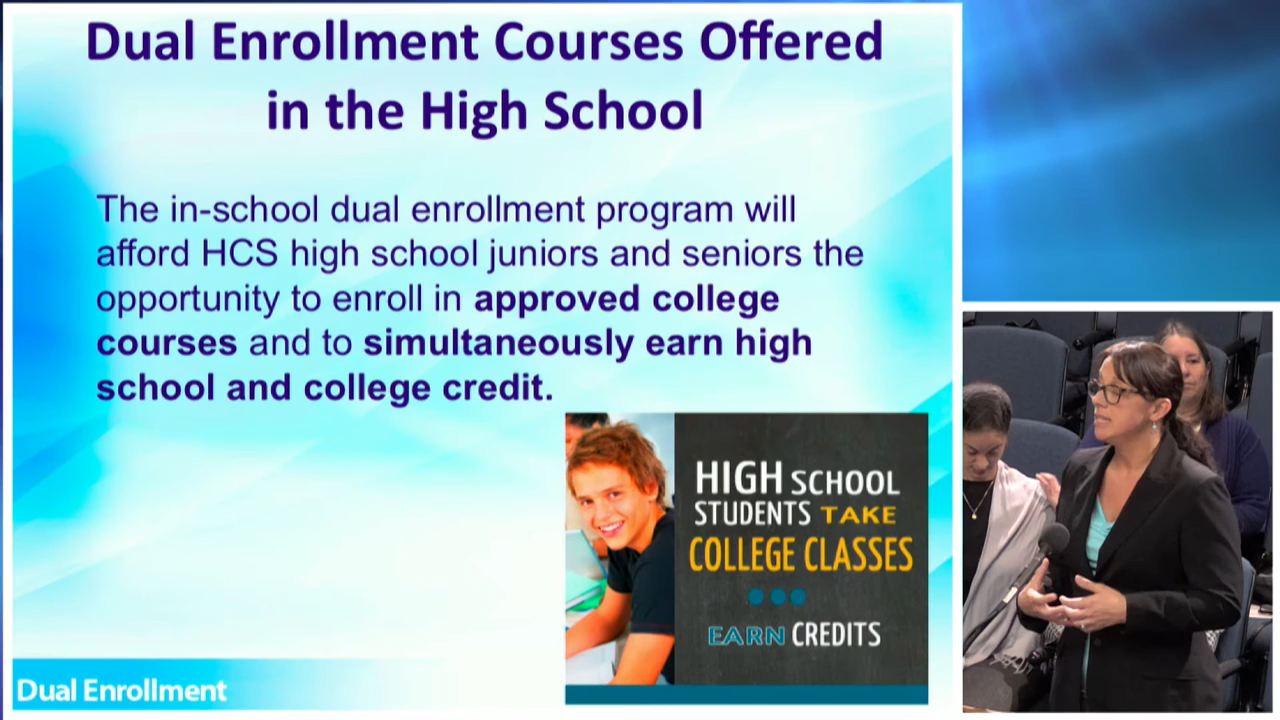 Dual Enrollment Courses Offered
in the High School
The in-school dual enrollment program will
afford HCS high school juniors and seniors the
opportunity to enroll in approved college
courses and to simultaneously earn high
school and college credit.
HIGH SCHOOL
STUDENTS TAKE
COLLEGE CLASSES
EARN CREDITS
Dual Enrollment